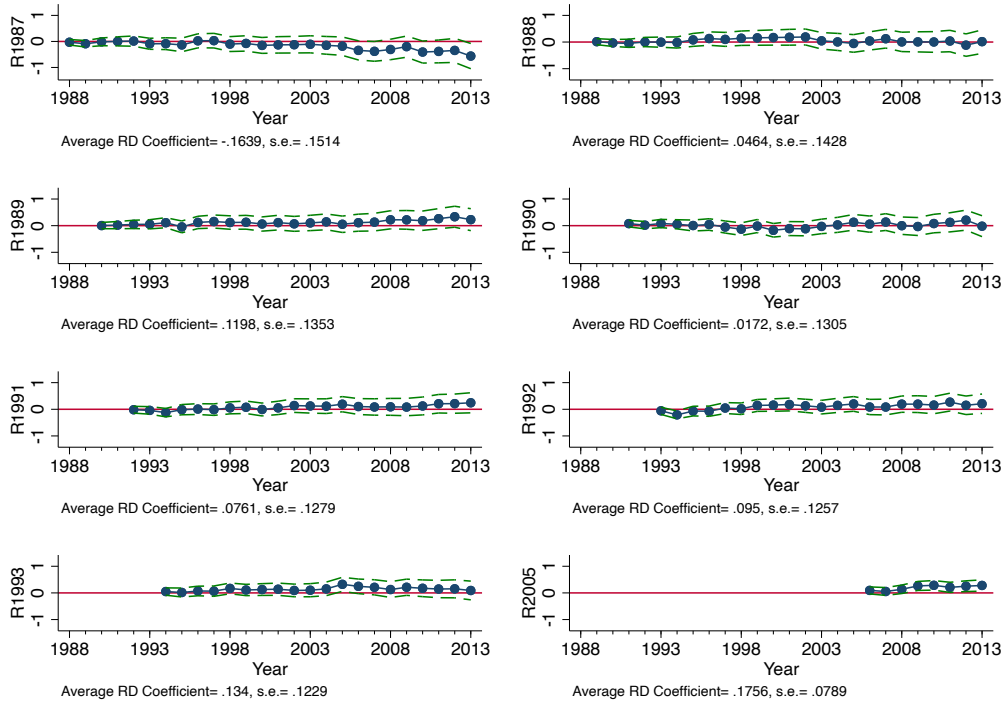 R1987
1
0
-1
1988 1993 1998 2003 2008 2013
Year
Average RD Coefficient= -.1639, s.e.= .1514
R1988
1
0
-1
1988 1993 1998 2003 2008 2013
Year
Average RD Coefficient= .0464, s.e.= .1428
R1989
1
0
-1
1988 1993 1998 2003 2008 2013
Year
Average RD Coefficient= .1198, s.e.= .1353
R1990
1
0
-1
1988 1993 1998 2003 2008 2013
Year
Average RD Coefficient= .0172, s.e.= .1305
R1991
1
0
-1
1988 1993 1998 2003 2008 2013
Year
Average RD Coefficient= .0761, s.e.= .1279
R1992
1
0
-1
1988 1993 1998 2003 2008 2013
Year
Average RD Coefficient= .095, s.e.= .1257
R1993
1
0
-1
1988 1993 1998 2003 2008 2013
Year
Average RD Coefficient= .134, s.e.= .1229
R2005
1
0
-1
1988 1993 1998 2003 2008 2013
Year
Average RD Coefficient= .1756, s.e.= .0789